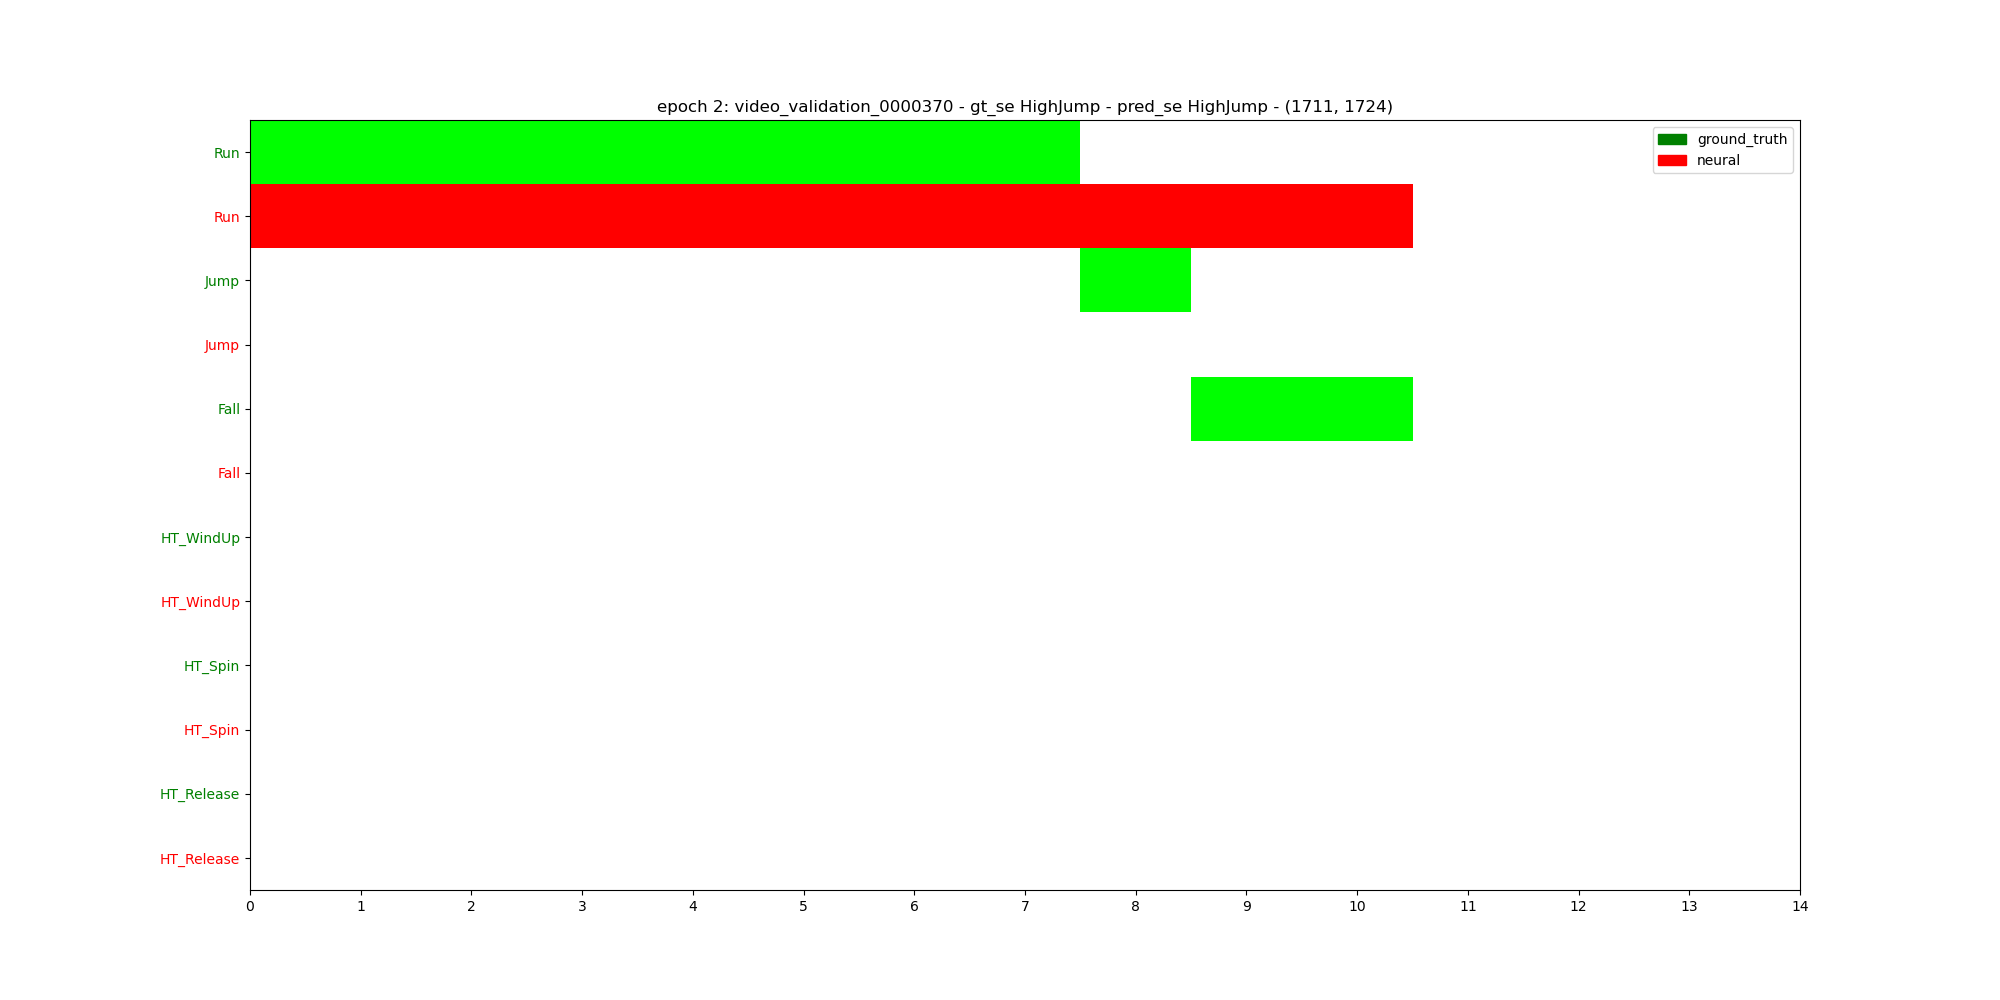 epoch 2: video_validation_0000370 - gt_se HighJump - pred_se HighJump - (1711, 1724)
ground_truth
neural
Run
Run
Jump
Jump
Fall
Fall
HT_WindUp
HT_WindUp
HT_Spin
HT_Spin
HT_Release
HT_Release
0 1 2 3 4 5 6 7 8 9 10 11 12 13 14